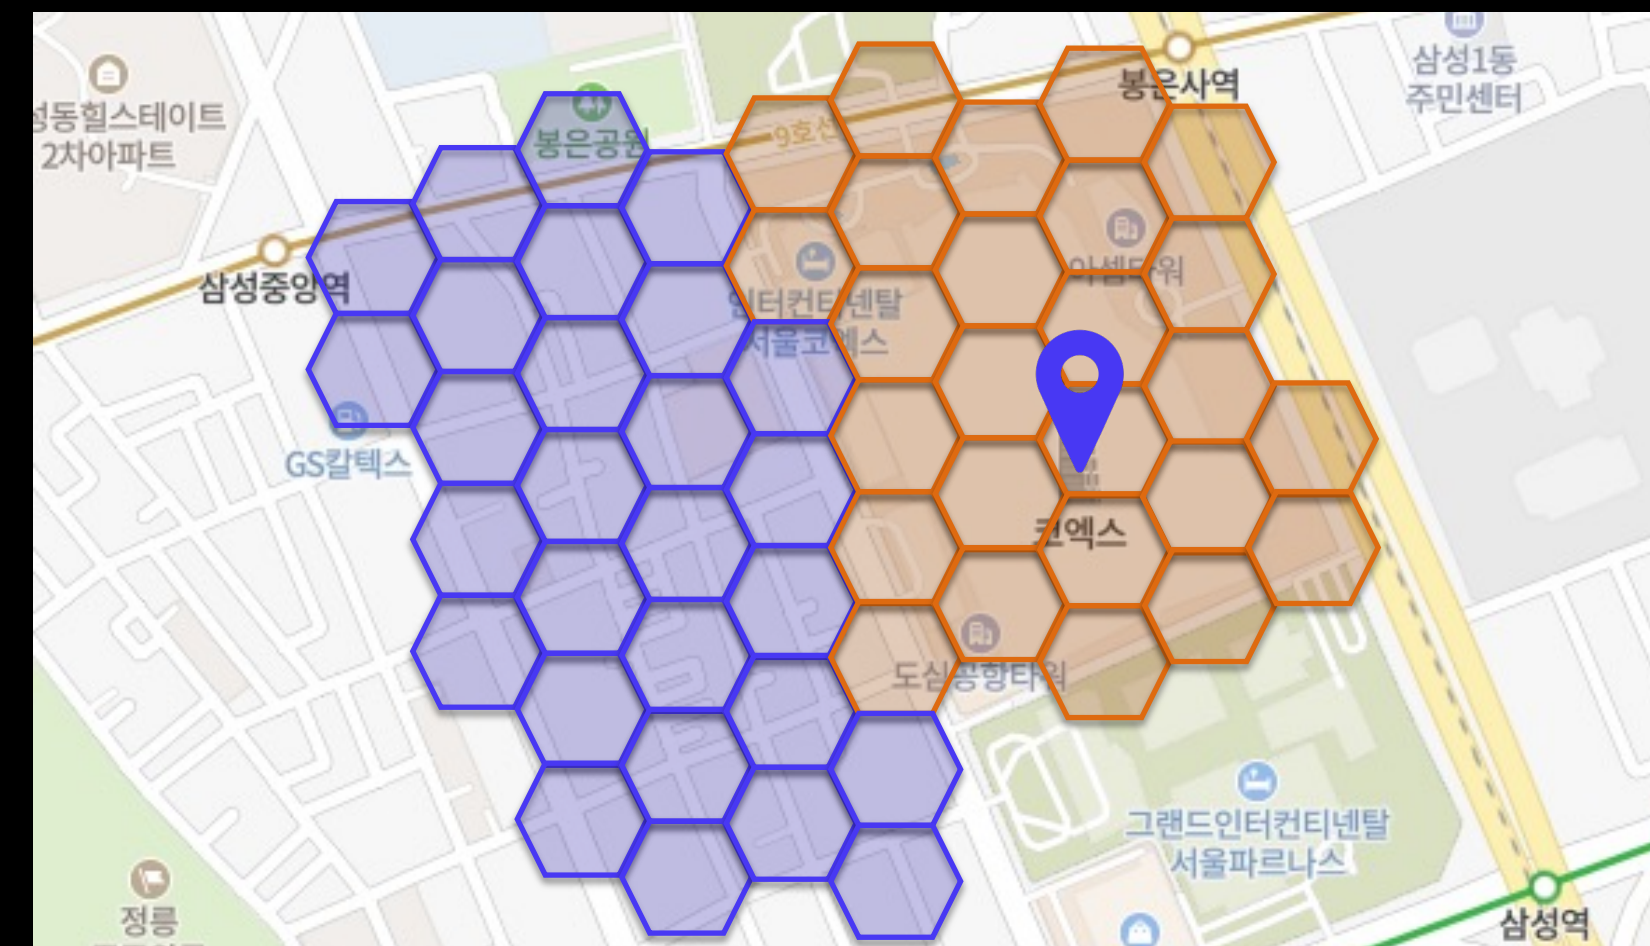 봉은사역
삼성1동
주민센터
성동힐스테이트
2차아파트
봉은공원
9호선
삼성중앙역
아셈타워
인터컨티넨탈
서울코엑스
GS칼텍스
코엑스
도심공항타워
그랜드인터컨티넨탈
서울파르나스
정릉
삼성역